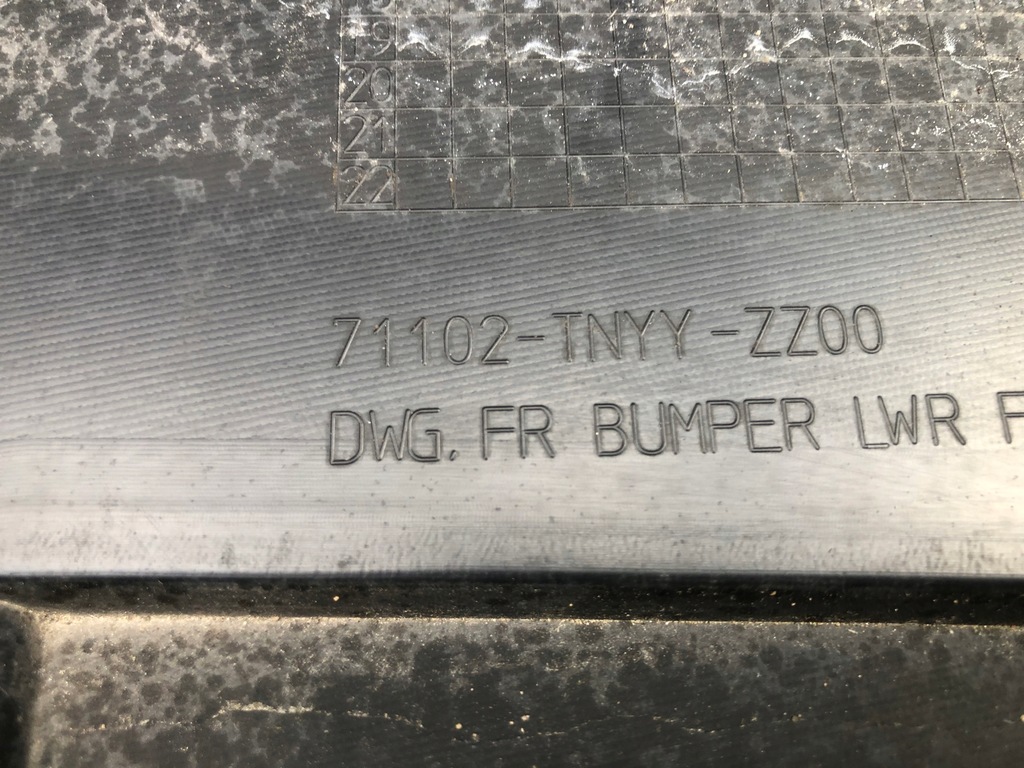 19
20
21
22
71102-TNYY-ZZ00
DWG. FR BUMPER LWR F